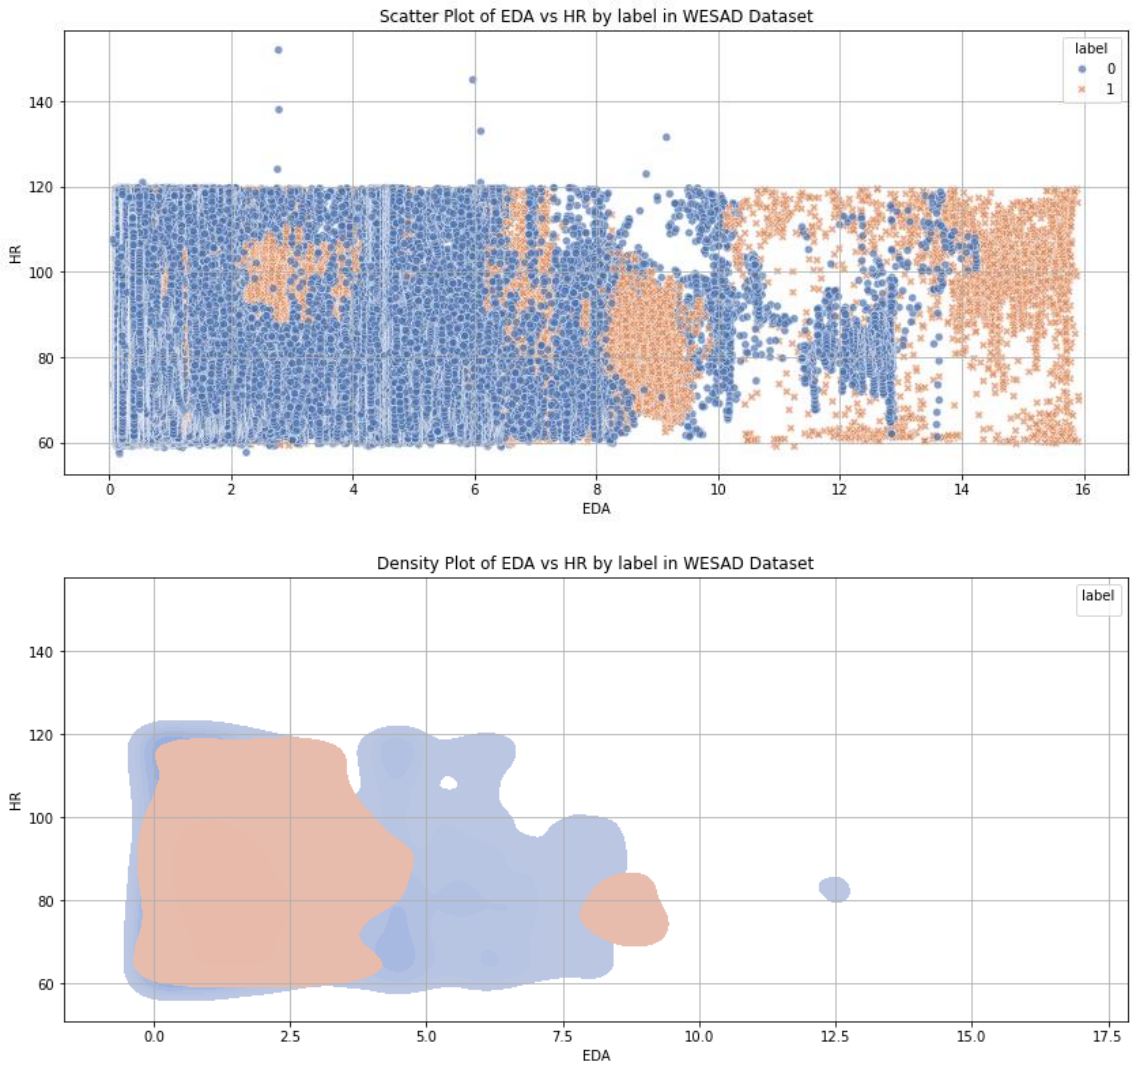 Scatter Plot of EDA vs HR by label in WESAD Dataset
label
0
1
140
120
100
80
60
HR
0 2 4 6 8 10 12 14 16
EDA
Density Plot of EDA vs HR by label in WESAD Dataset
label
140
120
100
80
60
HR
0.0 2.5 5.0 7.5 10.0 12.5 15.0 17.5
EDA